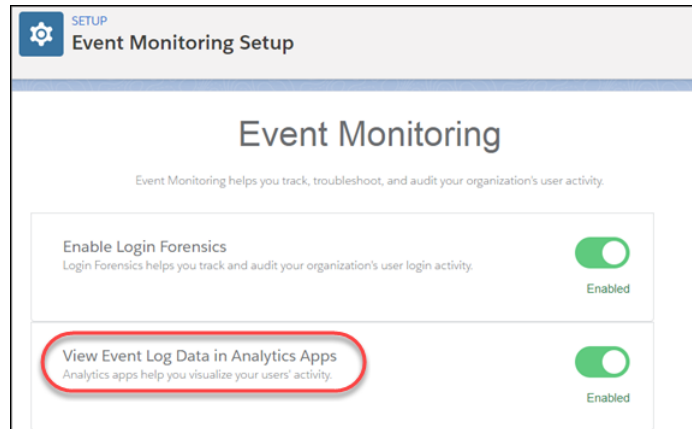 SETUP
Event Monitoring Setup
Event Monitoring
Event Monitoring helps you track, troubleshoot, and audit your organization's user activity.
Enable Login Forensics
Login Forensics helps you track and audit your organization's user login activity.
Enabled
View Event Log Data in Analytics Apps
Analytics apps help you visualize your users' activity.
Enabled